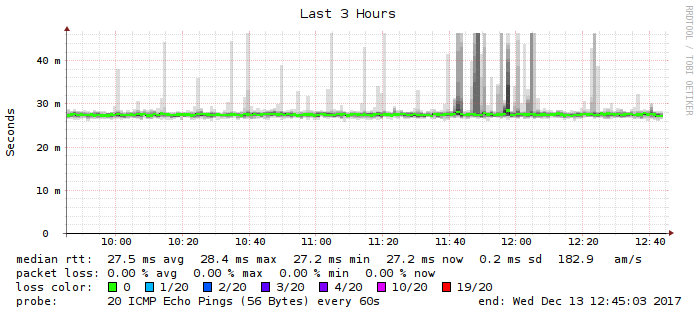 Last 3 Hours
RRDTOOL / TOBI OETIKER
Seconds
40 m
30 m
20 m
10 m
0
10:00 10:20 10:40 11:00 11:20 11:40 12:00 12:20 12:40
median rtt: 27.5 ms avg 28.4 ms max 27.2 ms min 27.2 ms now 0.2 ms sd 182.9 am/s
packet loss: 0.00 % avg 0.00 % max 0.00 % min 0.00 % now
loss color: 0 1/20 2/20 3/20 4/20 10/20 19/20
probe: 20 ICMP Echo Pings (56 Bytes) every 60s end: Wed Dec 13 12:45:03 2017